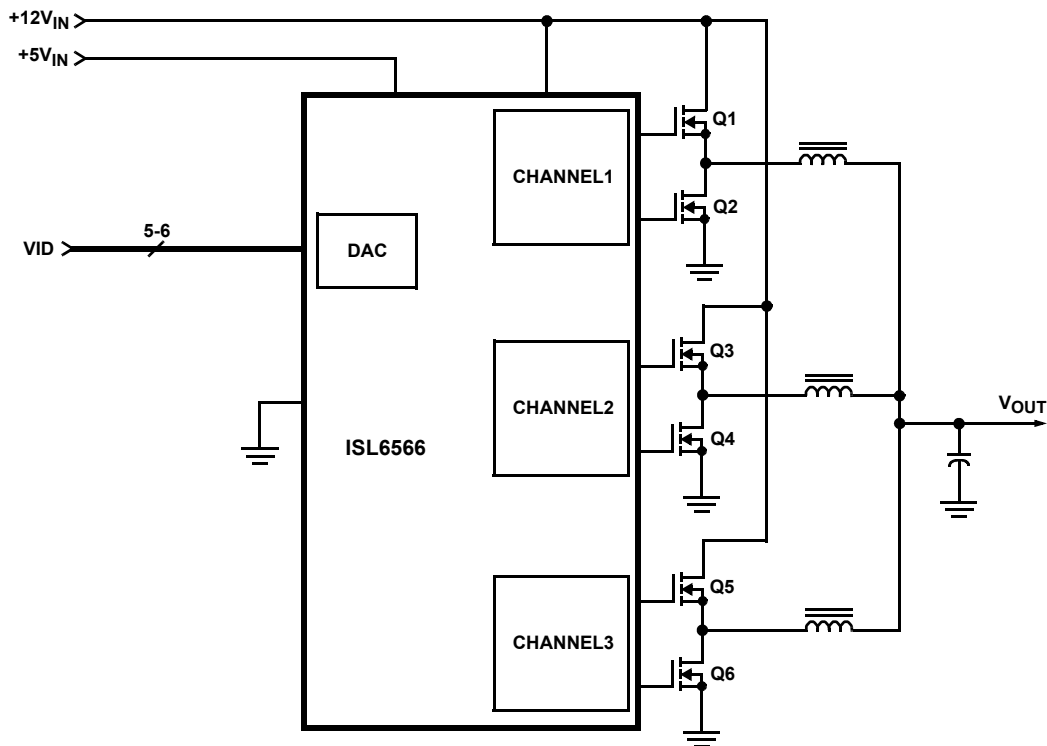 +12VIN
+5VIN
Q1
CHANNEL1
Q2
5-6
VID
DAC
Q3
CHANNEL2
VOUT
Q4
ISL6566
Q5
CHANNEL3
Q6